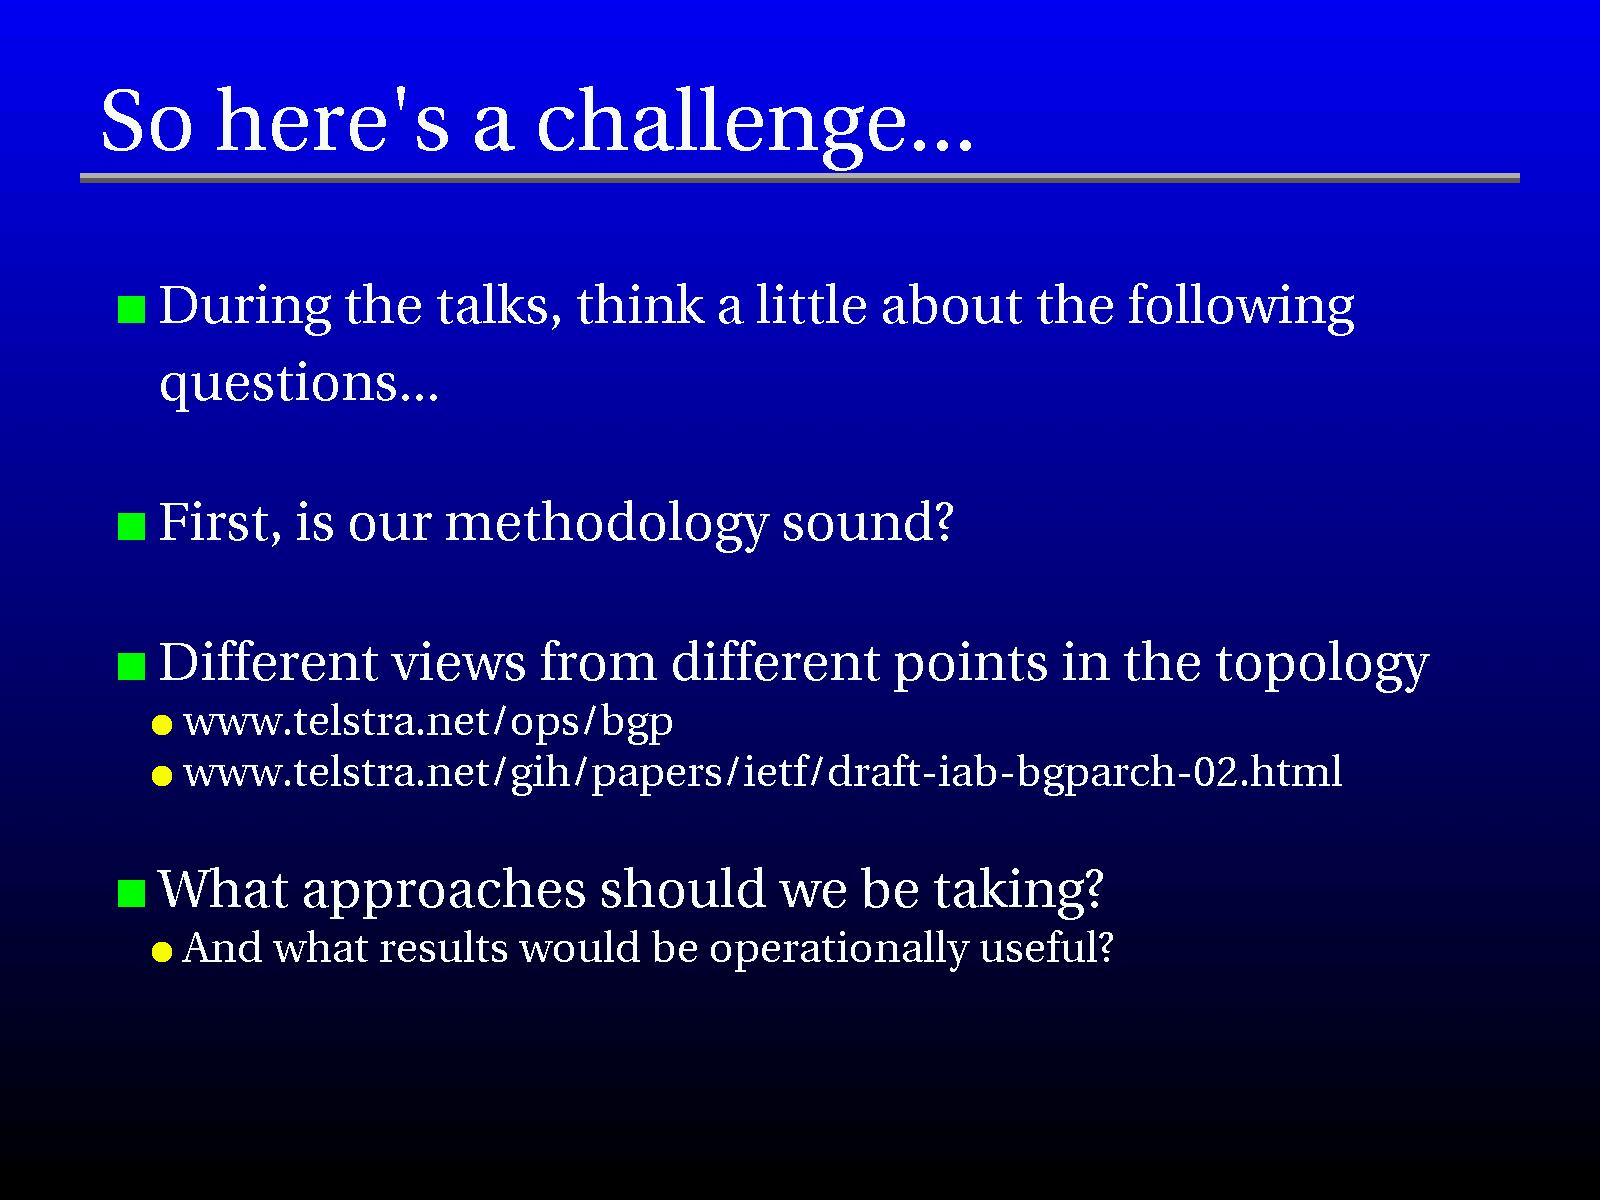 So here's a challenge...
During the talks, think a little about the following
questions...
First, is our methodology sound?
Different views from different points in the topology
www.telstra.net/ops/bgp
www.telstra.net/gih/papers/ietf/draft-iab-bgparch-02.html
What approaches should we be taking?
And what results would be operationally useful?